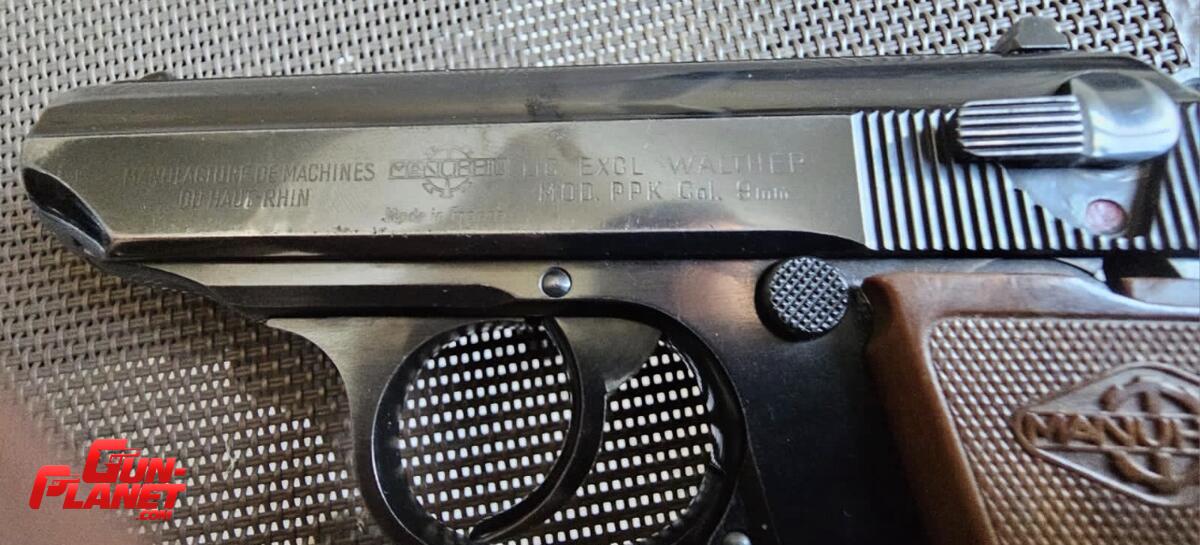 MANUFACTURE DE MACHINES
DU HAUT-RHIN
MANURHIN
Made in France
LIC EXCL WALTHER
MOD. PPK Cal. 9mm
MANURH
GUN-
PLANET
.COM